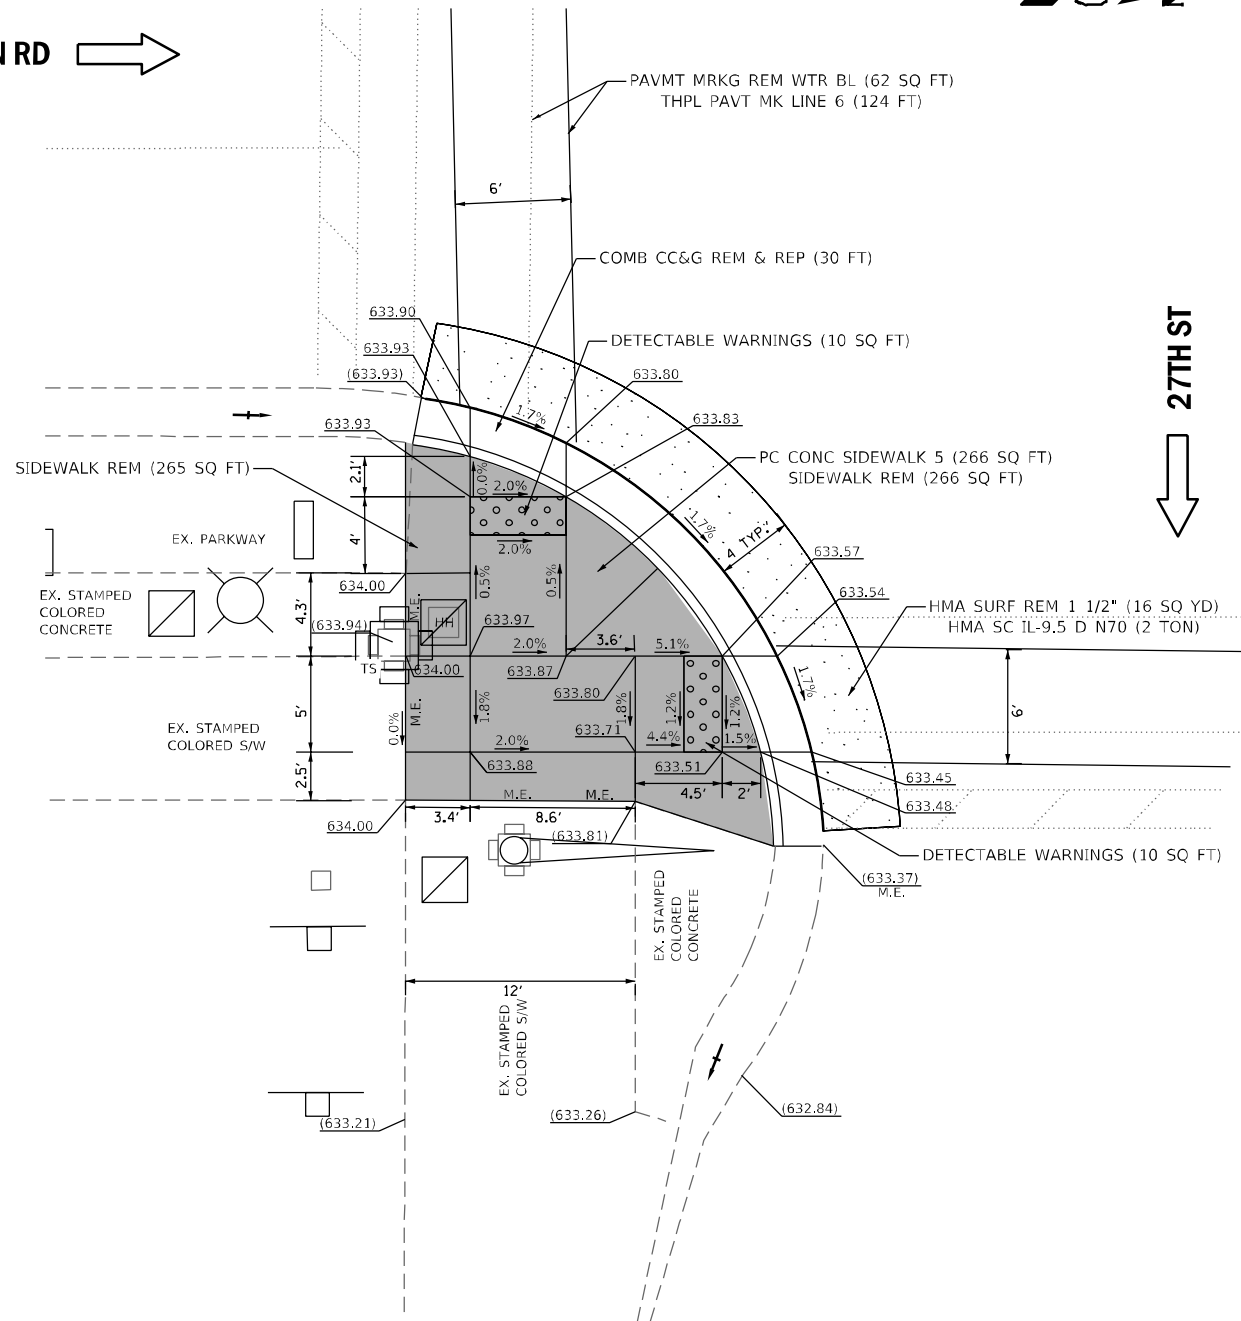 N RD
PAVMT MRKG REM WTR BL (62 SQ FT)
THPL PAVT MK LINE 6 (124 FT)
6'
COMB CC&G REM & REP (30 FT)
27TH ST
633.90
DETECTABLE WARNINGS (10 SQ FT)
633.93
(633.93)
633.80
1.7%
633.83
633.93
SIDEWALK REM (265 SQ FT)
PC CONC SIDEWALK 5 (266 SQ FT)
SIDEWALK REM (266 SQ FT)
2.1'
0.0%
2.0%
1.7%
4 TYP.'
EX. PARKWAY
4'
2.0%
633.57
0.5%
0.5%
634.00
633.54
EX. STAMPED
COLORED
CONCRETE
M.E.
HMA SURF REM 1 1/2" (16 SQ YD)
HMA SC IL-9.5 D N70 (2 TON)
4.3'
(633.94)
HH
633.97
2.0%
3.6'
5.1%
TS
634.00
633.87
633.80
1.7%
EX. STAMPED
COLORED S/W
5'
0.0%
M.E.
1.8%
1.8%
1.2%
1.2%
6'
633.71
4.4%
1.5%
2.0%
633.88
633.51
633.45
2.5'
M.E.
M.E.
4.5'
2'
633.48
634.00
3.4'
8.6'
(633.81)
DETECTABLE WARNINGS (10 SQ FT)
(633.37)
M.E.
EX. STAMPED
COLORED
CONCRETE
12'
EX. STAMPED
COLORED S/W
(633.21)
(633.26)
(632.84)